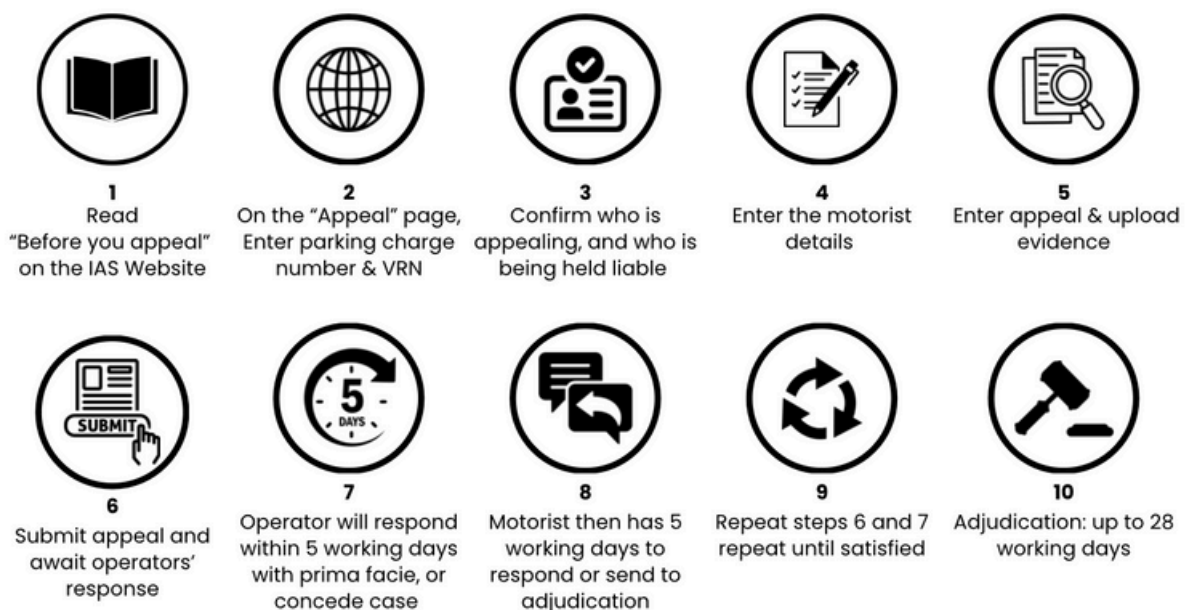 1
Read
“Before you appeal”
on the IAS Website
2
On the “Appeal” page,
Enter parking charge
number & VRN
3
Confirm who is
appealing, and who is
being held liable
4
Enter the motorist
details
5
Enter appeal & upload
evidence
SUBMIT
6
Submit appeal and
await operators’
response
5
DAYS
7
Operator will respond
within 5 working days
with prima facie, or
concede case
8
Motorist then has 5
working days to
respond or send to
adjudication
9
Repeat steps 6 and 7
repeat until satisfied
10
Adjudication: up to 28
working days